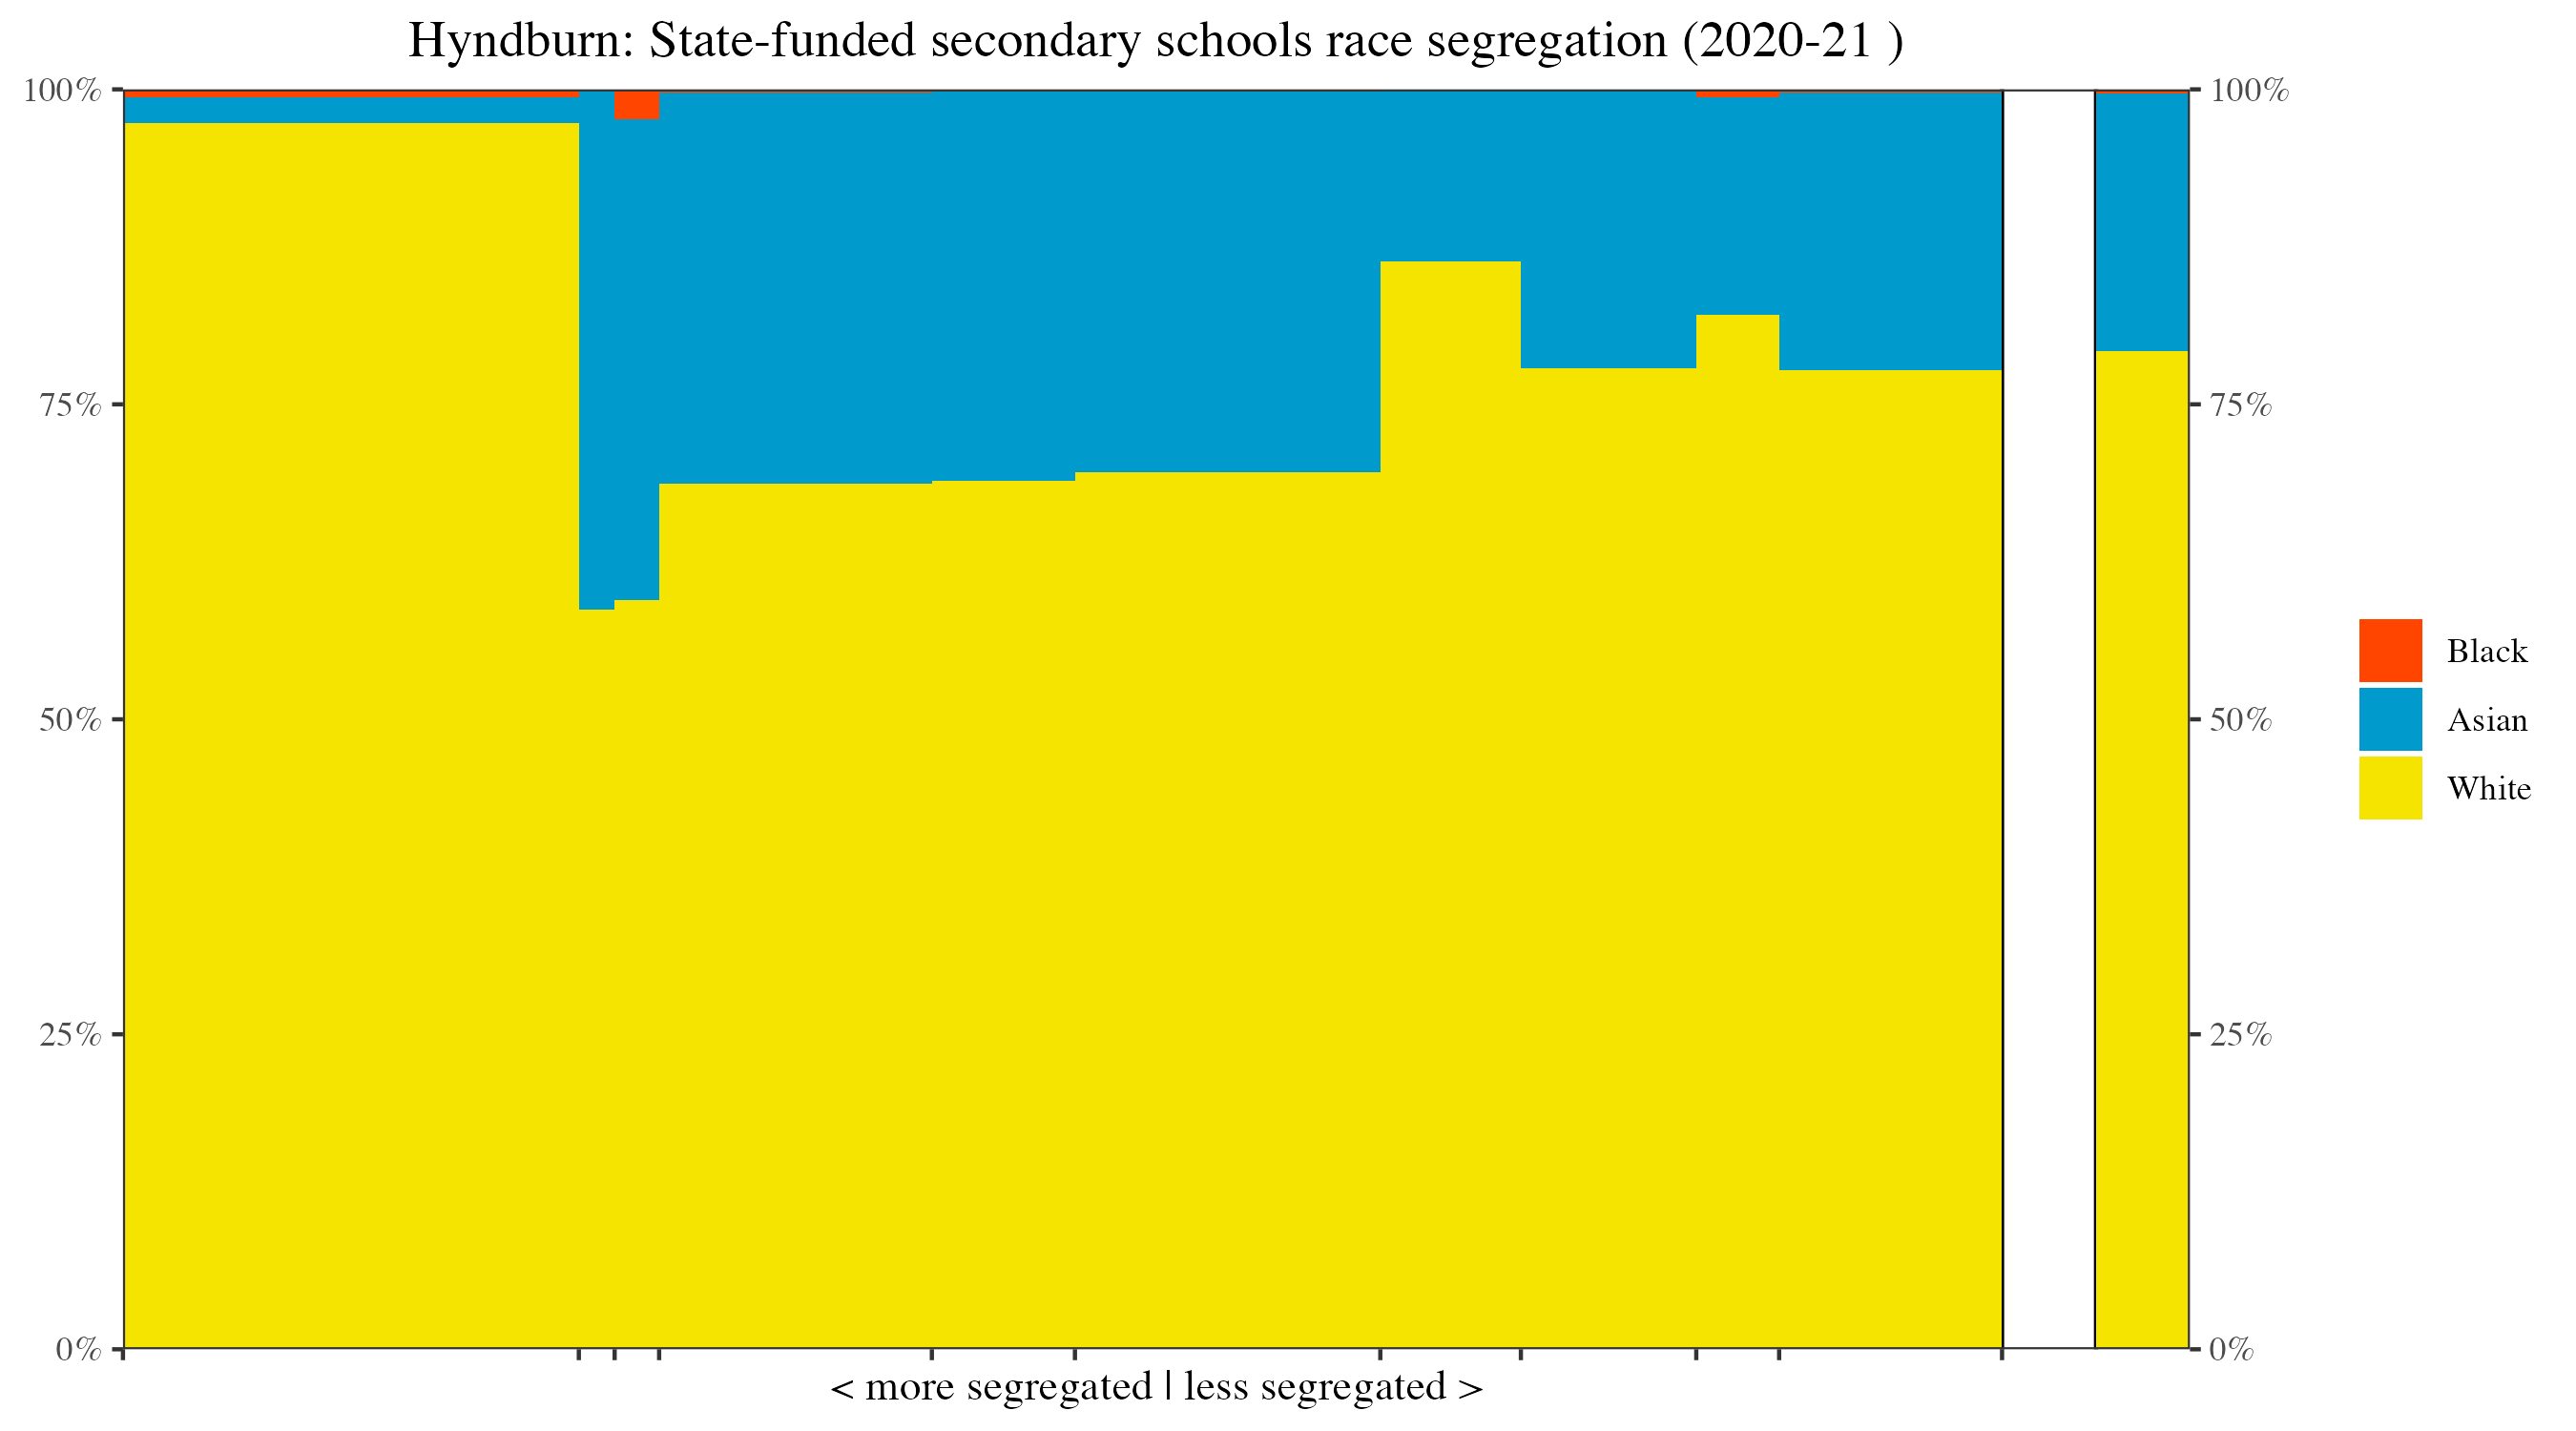 Hyndburn: State-funded secondary schools race segregation (2020-21 )
100%
75%
50%
25%
0%
100%
75%
50%
25%
0%
Black
Asian
White
< more segregated | less segregated >